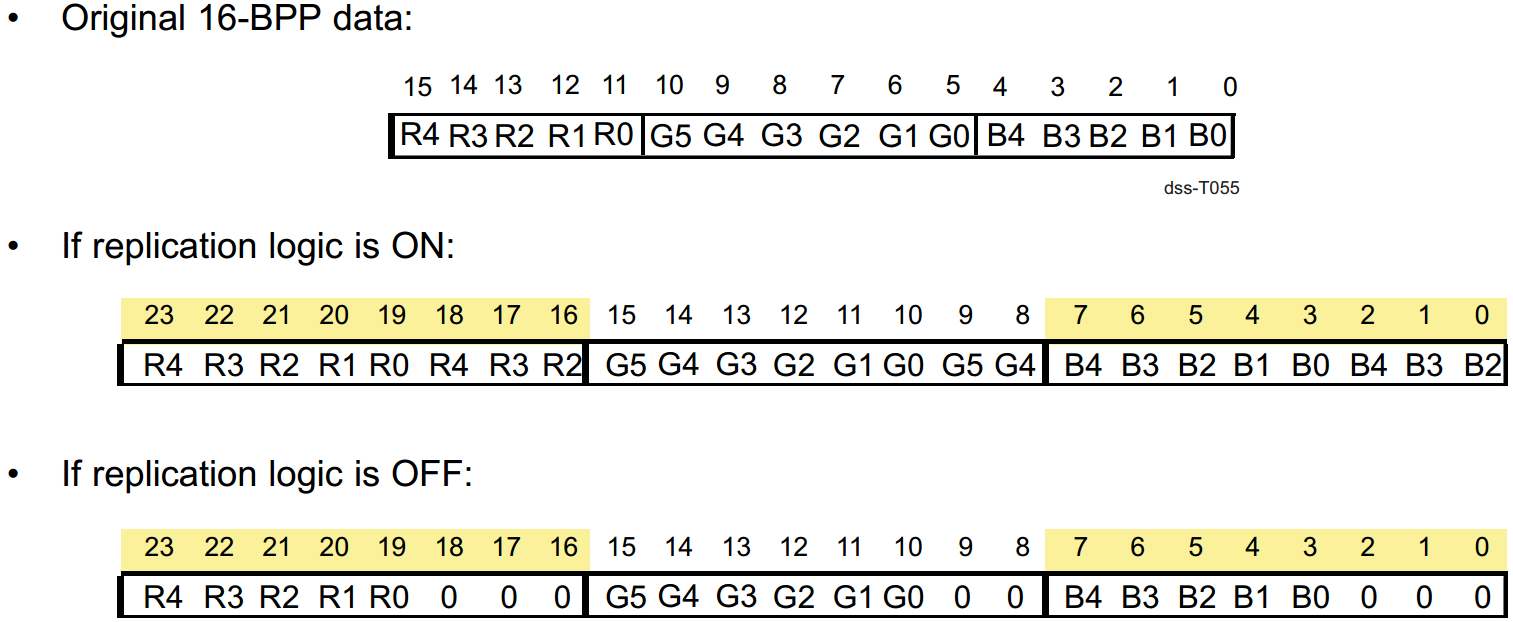 • Original 16-BPP data:
15 14 13 12 11 10 9 8 7 6 5 4 3 2 1 0
R4 R3 R2 R1 R0 G5 G4 G3 G2 G1 G0 B4 B3 B2 B1 B0
dss-T055
• If replication logic is ON:
23 22 21 20 19 18 17 16 15 14 13 12 11 10 9 8 7 6 5 4 3 2 1 0
R4 R3 R2 R1 R0 R4 R3 R2 G5 G4 G3 G2 G1 G0 G5 G4 B4 B3 B2 B1 B0 B4 B3 B2
• If replication logic is OFF:
23 22 21 20 19 18 17 16 15 14 13 12 11 10 9 8 7 6 5 4 3 2 1 0
R4 R3 R2 R1 R0 0 0 0 G5 G4 G3 G2 G1 G0 0 0 B4 B3 B2 B1 B0 0 0 0